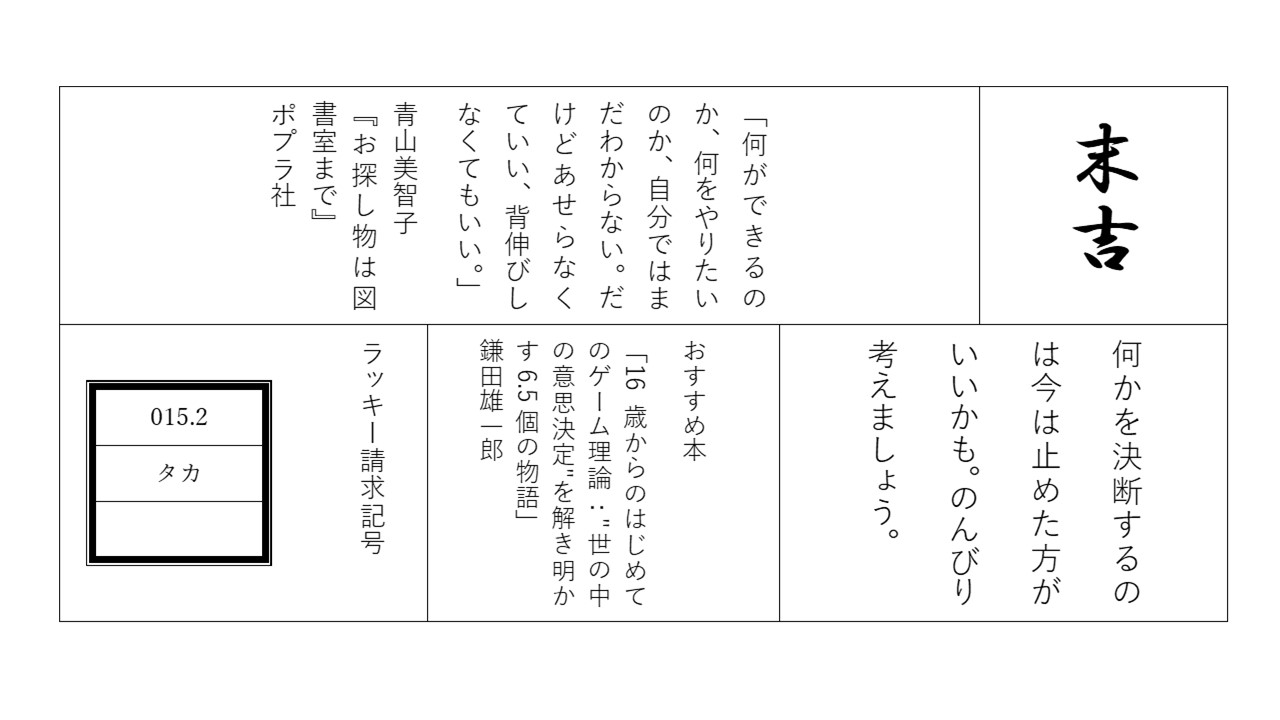 末吉
「何ができるの
か、何をやりたい
のか、自分ではま
だわからない。だ
けどあせらなく
ていい、背伸びし
なくてもいい。」
青山美智子
『お探し物は図
書室まで』
ポプラ社
何かを決断するの
は今は止めた方が
いいかも。のんびり
考えましょう。
おすすめ本
「16 歳からのはじめて
のゲーム理論 : "世の中
の意思決定"を解き明か
す 6.5 個の物語」
鎌田雄一郎
ラッキー請求記号
015.2
タカ